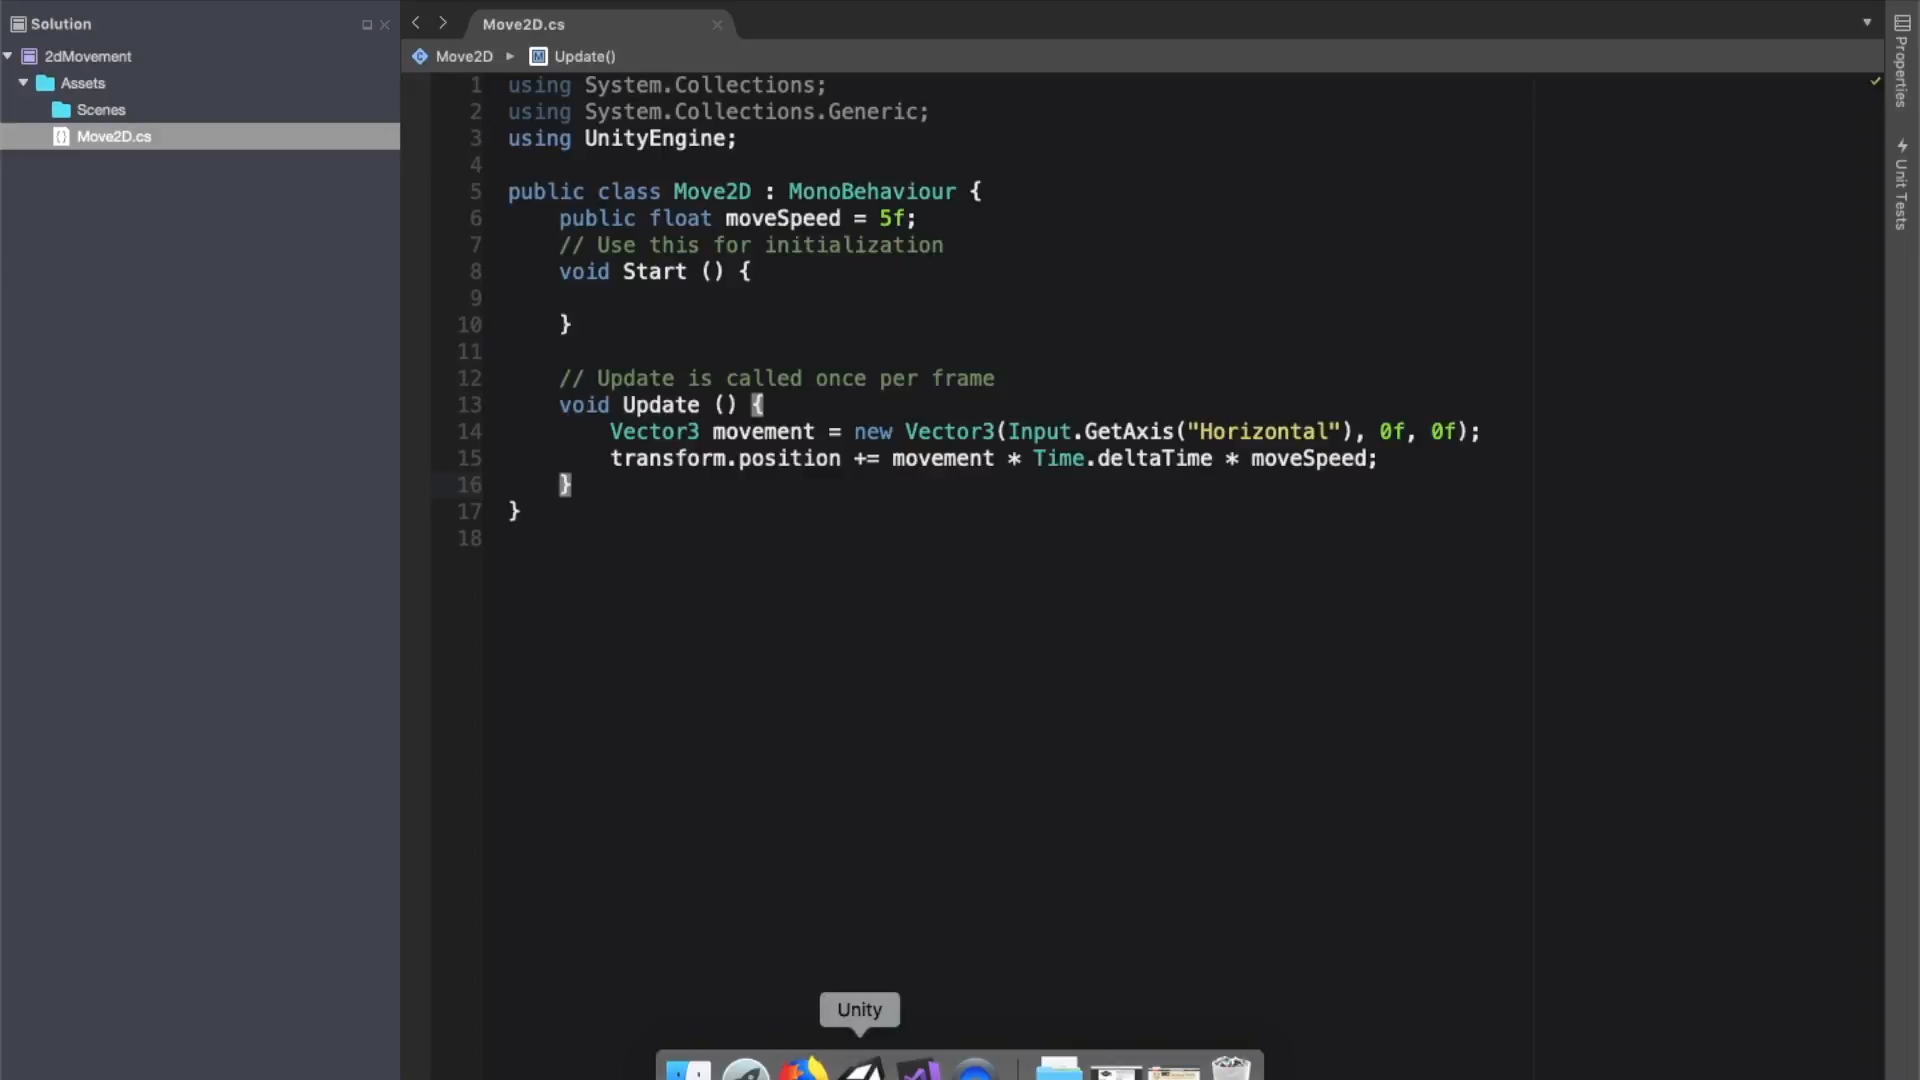 Solution
2dMovement
Assets
Scenes
Move2D.cs
Move2D.cs
Move2D
Update()
1 using System.Collections;
2 using System.Collections.Generic;
3 using UnityEngine;
4
5 public class Move2D : MonoBehaviour {
6 public float moveSpeed = 5f;
7 // Use this for initialization
8 void Start () {
9
10 }
11
12 // Update is called once per frame
13 void Update () {
14 Vector3 movement = new Vector3(Input.GetAxis("Horizontal"), 0f, 0f);
15 transform.position += movement * Time.deltaTime * moveSpeed;
16 }
17 }
18
Properties
Unit Tests
Unity